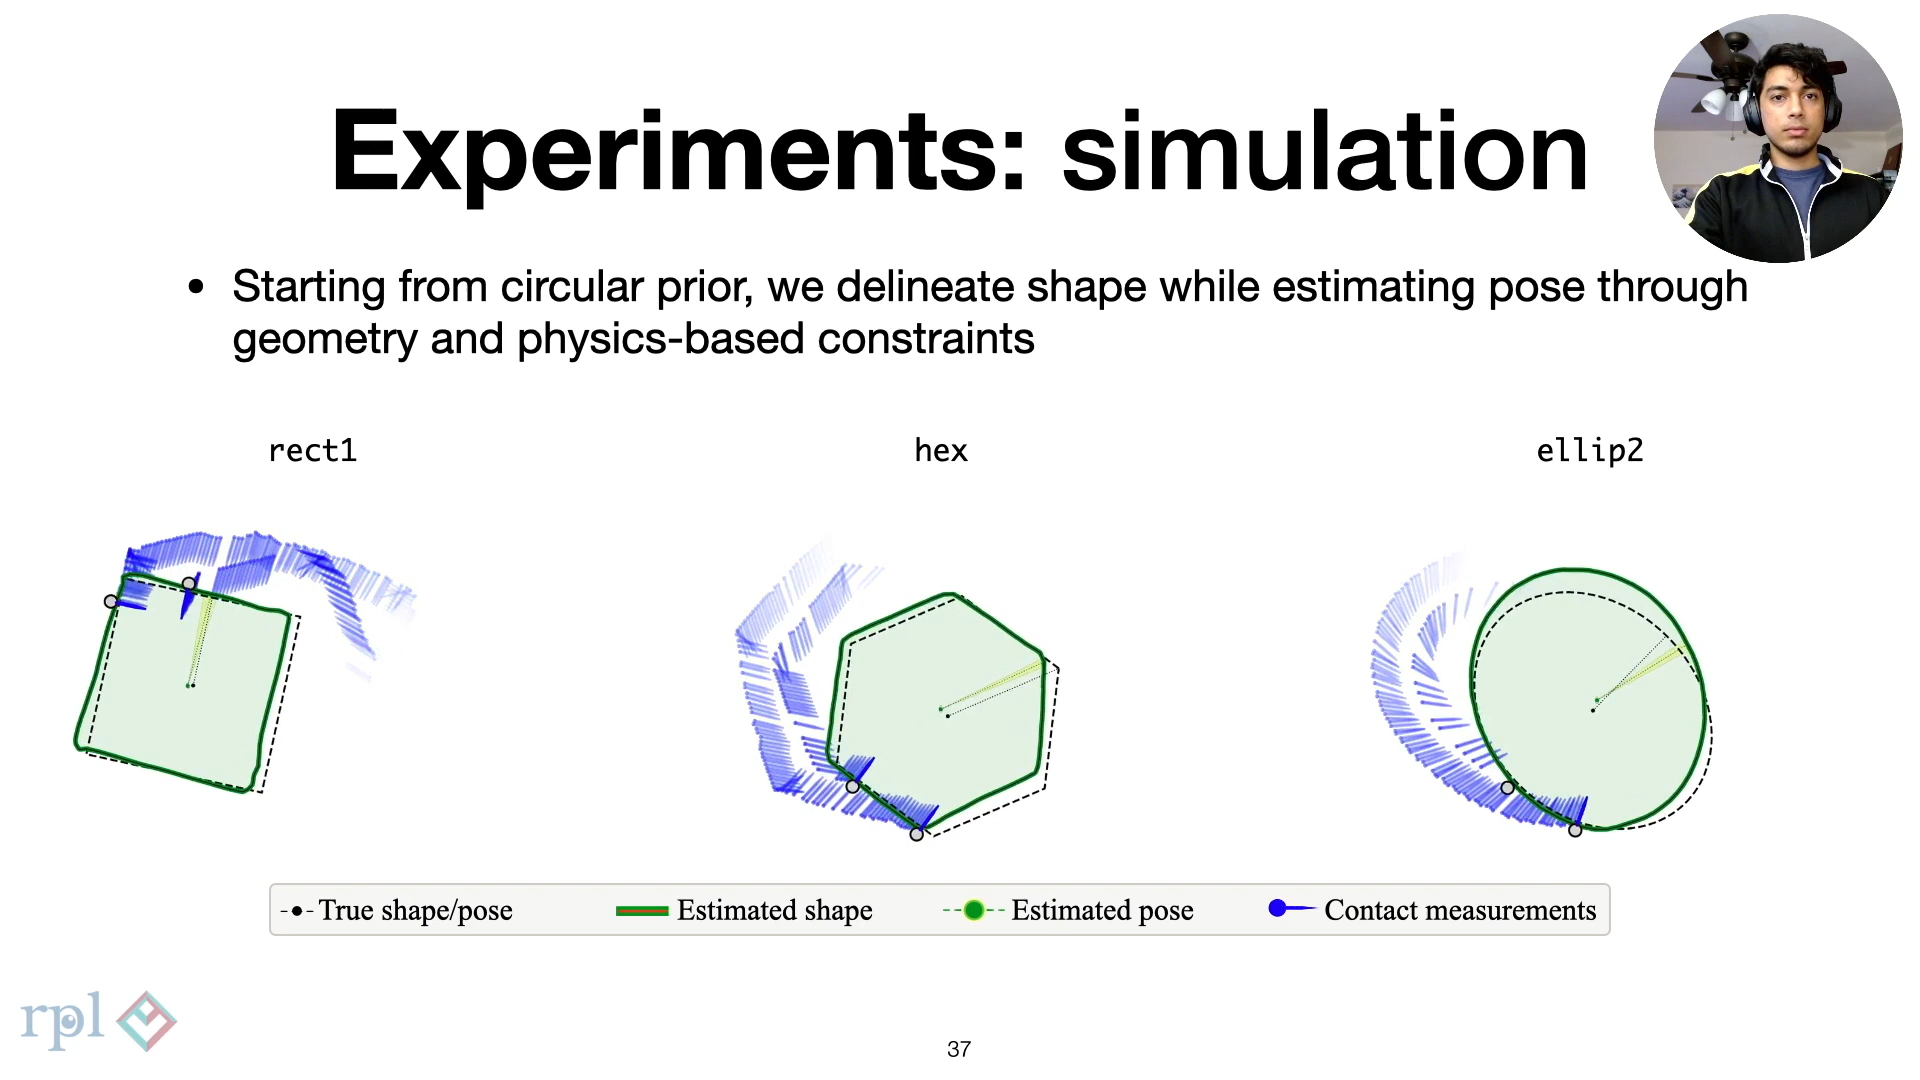 Experiments: simulation
• Starting from circular prior, we delineate shape while estimating pose through
geometry and physics-based constraints
rect1
hex
ellip2
True shape/pose
Estimated shape
Estimated pose
Contact measurements
rpl
37